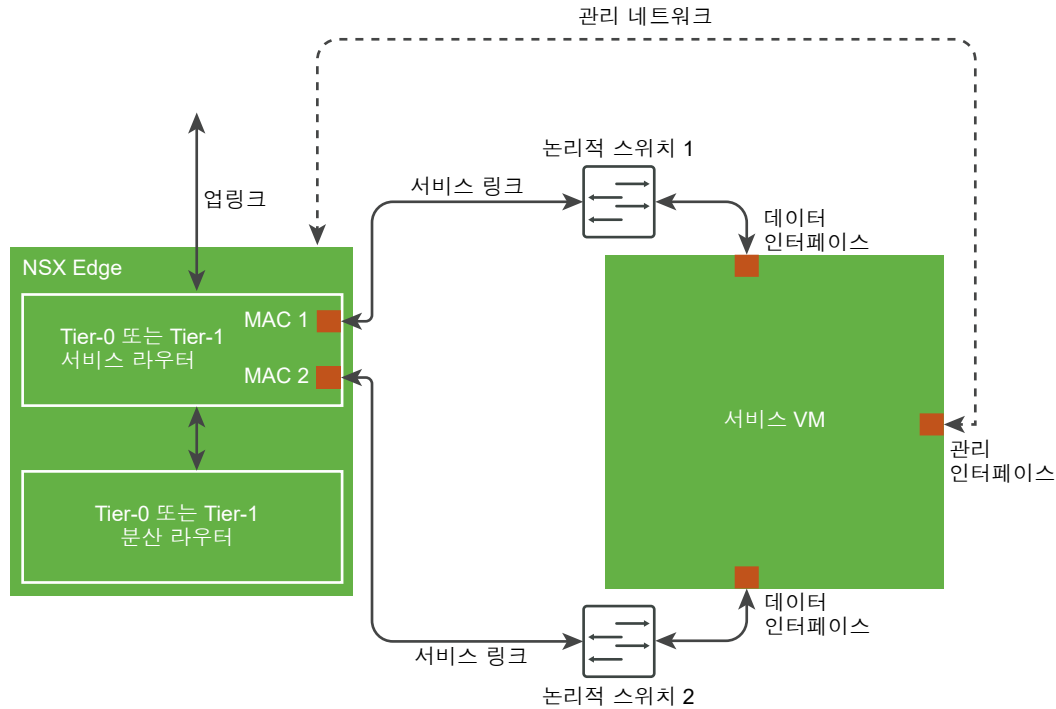 관리 네트워크
논리적 스위치 1
서비스 링크
업링크
데이터
인터페이스
NSX Edge
MAC 1
Tier-0 또는 Tier-1
서비스 라우터
MAC 2
서비스 VM
관리
인터페이스
Tier-0 또는 Tier-1
분산 라우터
데이터
인터페이스
서비스 링크
논리적 스위치 2